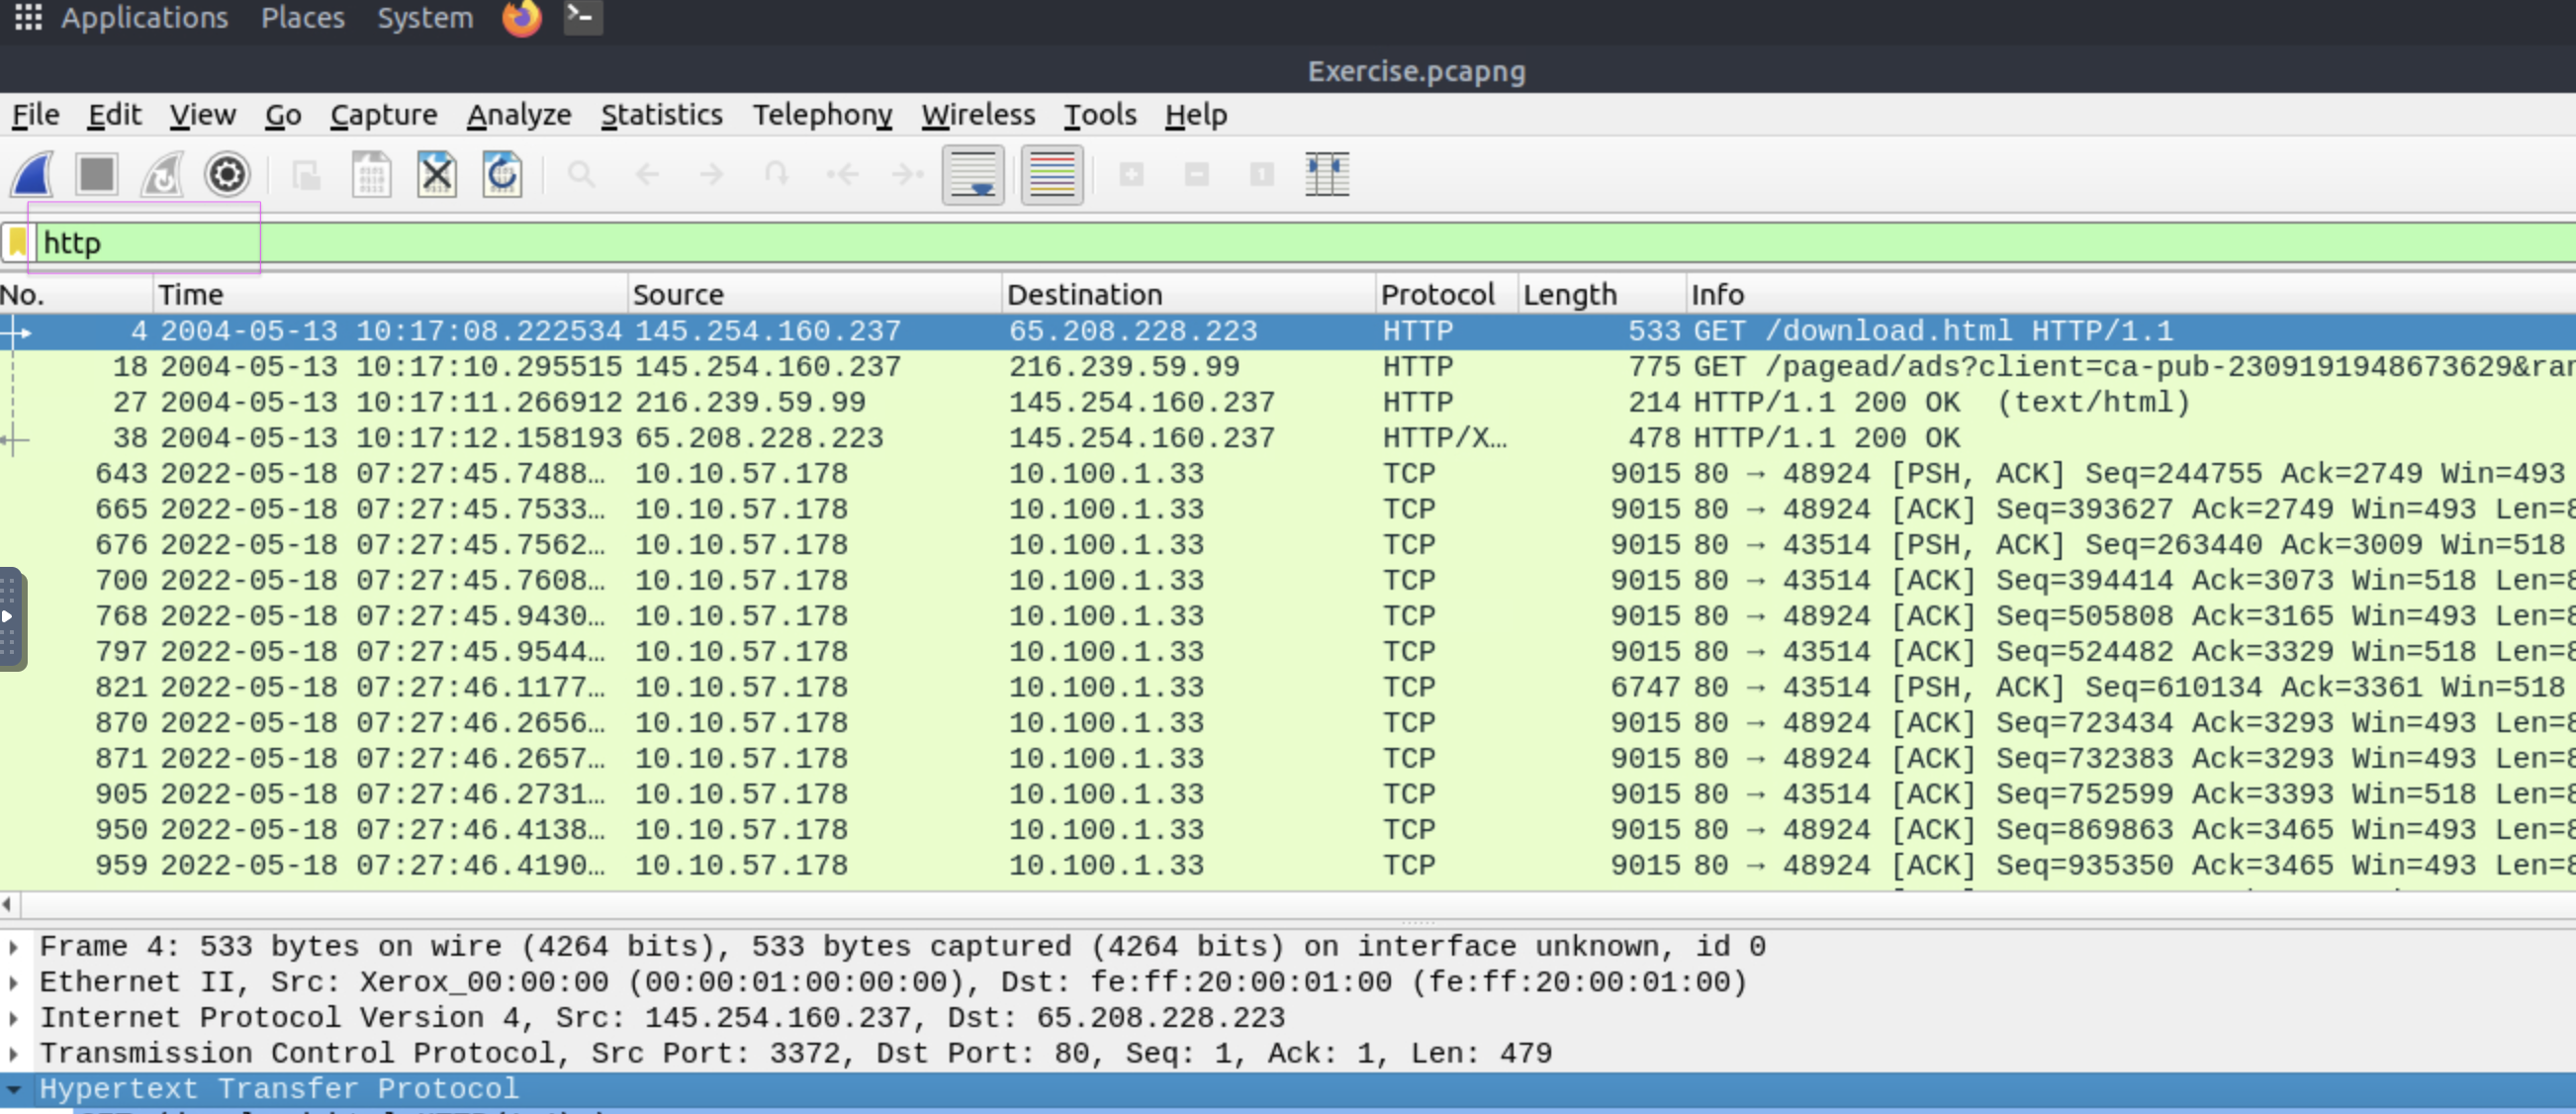 Applications Places System
Exercise.pcapng
File Edit View Go Capture Analyze Statistics Telephony Wireless Tools Help
http
No. Time Source Destination Protocol Length Info
4 2004-05-13 10:17:08.222534 145.254.160.237 65.208.228.223 HTTP 533 GET /download.html HTTP/1.1
18 2004-05-13 10:17:10.295515 145.254.160.237 216.239.59.99 HTTP 775 GET /pagead/ads?client=ca-pub-2309191948673629&ran
27 2004-05-13 10:17:11.266912 216.239.59.99 145.254.160.237 HTTP 214 HTTP/1.1 200 OK (text/html)
38 2004-05-13 10:17:12.158193 65.208.228.223 145.254.160.237 HTTP/X… 478 HTTP/1.1 200 OK
643 2022-05-18 07:27:45.7488… 10.10.57.178 10.100.1.33 TCP 9015 80 → 48924 [PSH, ACK] Seq=244755 Ack=2749 Win=493
665 2022-05-18 07:27:45.7533… 10.10.57.178 10.100.1.33 TCP 9015 80 → 48924 [ACK] Seq=393627 Ack=2749 Win=493 Len=8
676 2022-05-18 07:27:45.7562… 10.10.57.178 10.100.1.33 TCP 9015 80 → 43514 [PSH, ACK] Seq=263440 Ack=3009 Win=518
700 2022-05-18 07:27:45.7608… 10.10.57.178 10.100.1.33 TCP 9015 80 → 43514 [ACK] Seq=394414 Ack=3073 Win=518 Len=8
768 2022-05-18 07:27:45.9430… 10.10.57.178 10.100.1.33 TCP 9015 80 → 48924 [ACK] Seq=505808 Ack=3165 Win=493 Len=8
797 2022-05-18 07:27:45.9544… 10.10.57.178 10.100.1.33 TCP 9015 80 → 43514 [ACK] Seq=524482 Ack=3329 Win=518 Len=8
821 2022-05-18 07:27:46.1177… 10.10.57.178 10.100.1.33 TCP 6747 80 → 43514 [PSH, ACK] Seq=610134 Ack=3361 Win=518
870 2022-05-18 07:27:46.2656… 10.10.57.178 10.100.1.33 TCP 9015 80 → 48924 [ACK] Seq=723434 Ack=3293 Win=493 Len=8
871 2022-05-18 07:27:46.2657… 10.10.57.178 10.100.1.33 TCP 9015 80 → 48924 [ACK] Seq=732383 Ack=3293 Win=493 Len=8
905 2022-05-18 07:27:46.2731… 10.10.57.178 10.100.1.33 TCP 9015 80 → 43514 [ACK] Seq=752599 Ack=3393 Win=518 Len=8
950 2022-05-18 07:27:46.4138… 10.10.57.178 10.100.1.33 TCP 9015 80 → 48924 [ACK] Seq=869863 Ack=3465 Win=493 Len=8
959 2022-05-18 07:27:46.4190… 10.10.57.178 10.100.1.33 TCP 9015 80 → 48924 [ACK] Seq=935350 Ack=3465 Win=493 Len=8
Frame 4: 533 bytes on wire (4264 bits), 533 bytes captured (4264 bits) on interface unknown, id 0
Ethernet II, Src: Xerox_00:00:00 (00:00:01:00:00:00), Dst: fe:ff:20:00:01:00 (fe:ff:20:00:01:00)
Internet Protocol Version 4, Src: 145.254.160.237, Dst: 65.208.228.223
Transmission Control Protocol, Src Port: 3372, Dst Port: 80, Seq: 1, Ack: 1, Len: 479
Hypertext Transfer Protocol